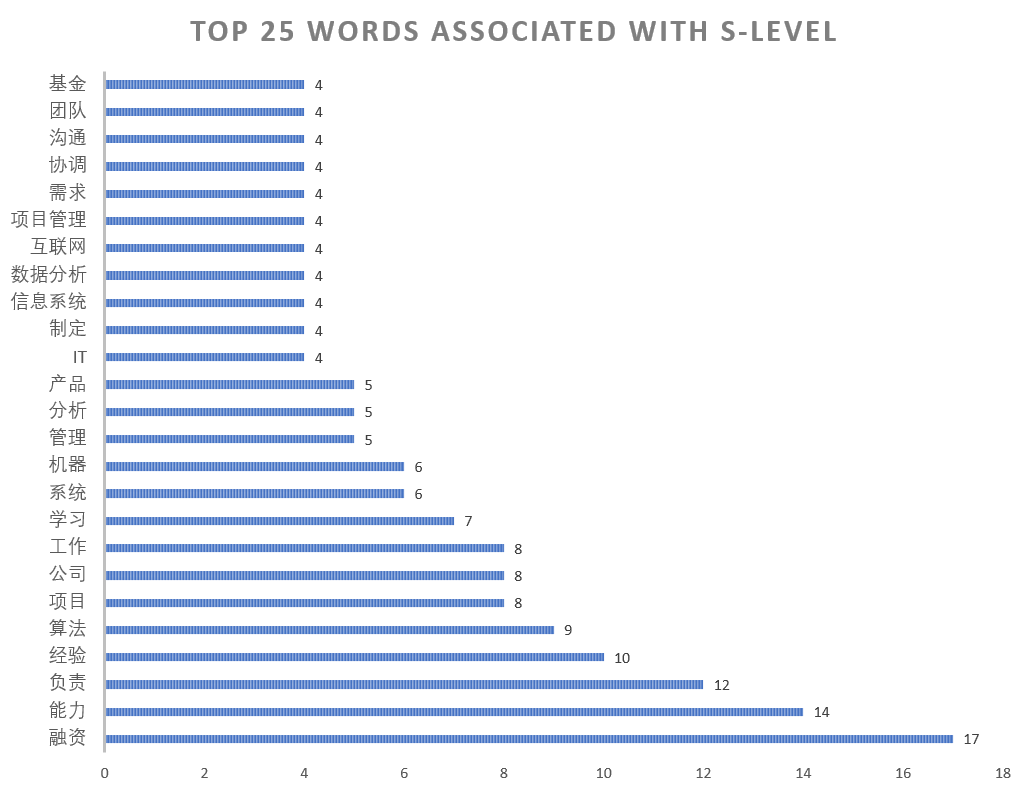 TOP 25 WORDS ASSOCIATED WITH S-LEVEL
基金 4
团队 4
沟通 4
协调 4
需求 4
项目管理 4
互联网 4
数据分析 4
信息系统 4
制定 4
IT 4
产品 5
分析 5
管理 5
机器 6
系统 6
学习 7
工作 8
公司 8
项目 8
算法 9
经验 10
负责 12
能力 14
融资 17
0 2 4 6 8 10 12 14 16 18